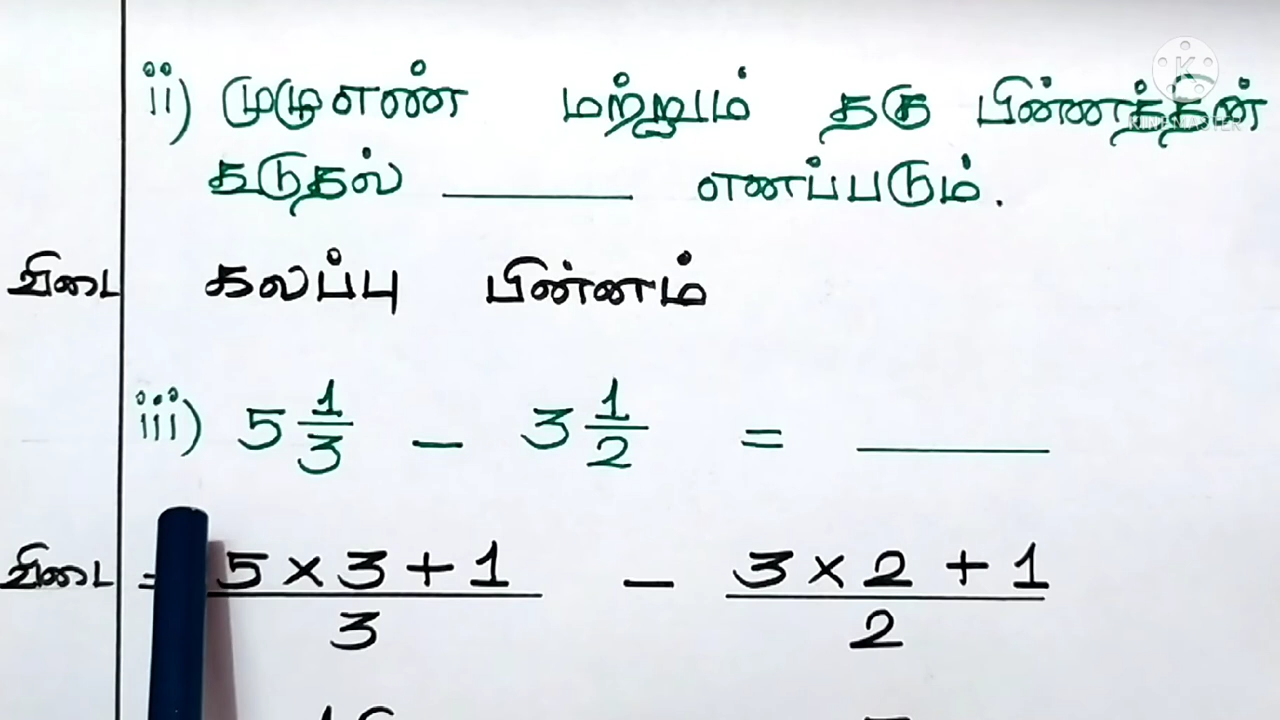 ii) முழுஎண் மற்றும் தகு பின்னத்தின்
கூடுதல் ______ எனப்படும்.
விடை கலப்பு பின்னம்
iii) 5 1/3 - 3 1/2 = ______
விடை = 5 × 3 + 1 / 3 - 3 × 2 + 1 / 2
KINEMASTER